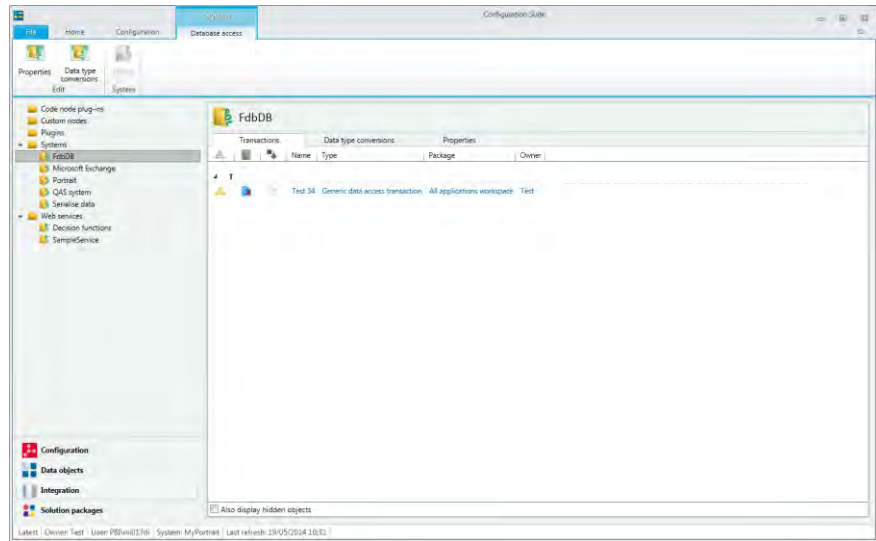 Configuration Suite
File Home Configuration Database access
Properties Data type conversions
Edit System
Code node plug-ins
Custom nodes
Plugins
Systems
FdbDB
Microsoft Exchange
Portrait
QAS system
Serialise data
Web services
Decision functions
SampleService
FdbDB
Transactions Data type conversions Properties
Name Type Package Owner
T
Test 34 Generic data access transaction All applications workspace Test
Configuration
Data objects
Integration
Solution packages
Also display hidden objects
Latest Owner: Test User: System: MyPortrait Last refresh: 19/05/2014 10:31